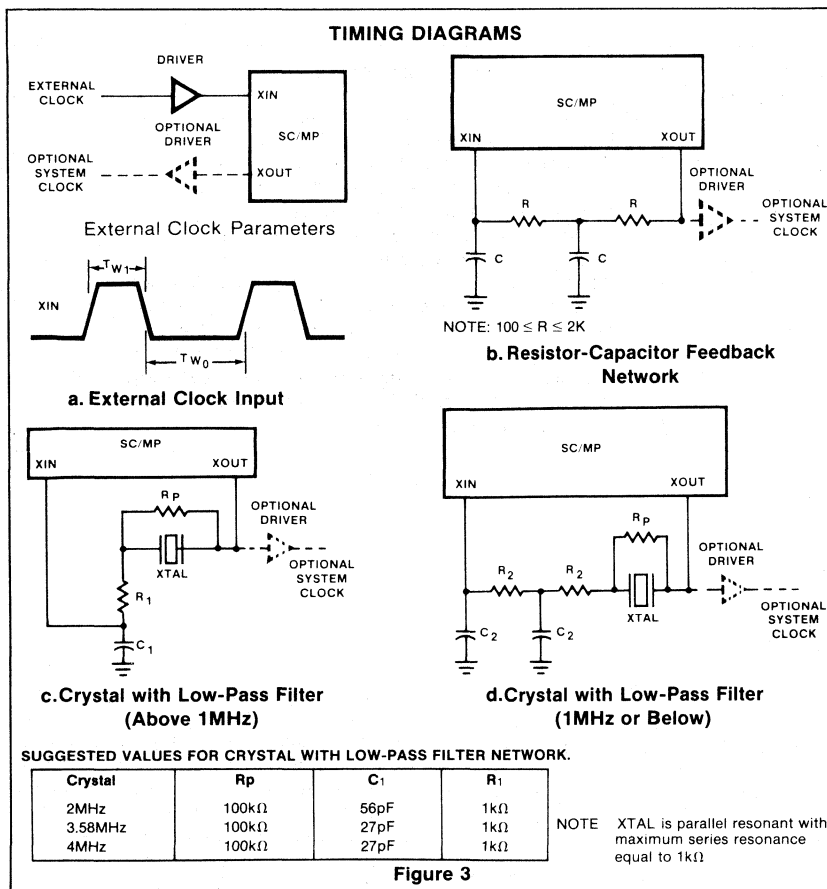 TIMING DIAGRAMS
DRIVER
EXTERNAL
CLOCK
XIN
SC/MP
OPTIONAL
DRIVER
OPTIONAL
SYSTEM
CLOCK
XOUT
External Clock Parameters
TW1
XIN
TW0
a. External Clock Input
SC/MP
XIN
XOUT
OPTIONAL
DRIVER
R
R
OPTIONAL
SYSTEM
CLOCK
C
C
NOTE: 100 ≤ R ≤ 2K
b. Resistor-Capacitor Feedback
Network
SC/MP
XIN
XOUT
RP
OPTIONAL
DRIVER
XTAL
OPTIONAL
SYSTEM
CLOCK
R1
C1
c. Crystal with Low-Pass Filter
(Above 1MHz)
SC/MP
XIN
XOUT
RP
OPTIONAL
DRIVER
R2
R2
XTAL
OPTIONAL
SYSTEM
CLOCK
C2
C2
d. Crystal with Low-Pass Filter
(1MHz or Below)
SUGGESTED VALUES FOR CRYSTAL WITH LOW-PASS FILTER NETWORK.
Crystal Rp C1 R1
2MHz 100kΩ 56pF 1kΩ
3.58MHz 100kΩ 27pF 1kΩ
4MHz 100kΩ 27pF 1kΩ
NOTE XTAL is parallel resonant with
maximum series resonance
equal to 1kΩ
Figure 3